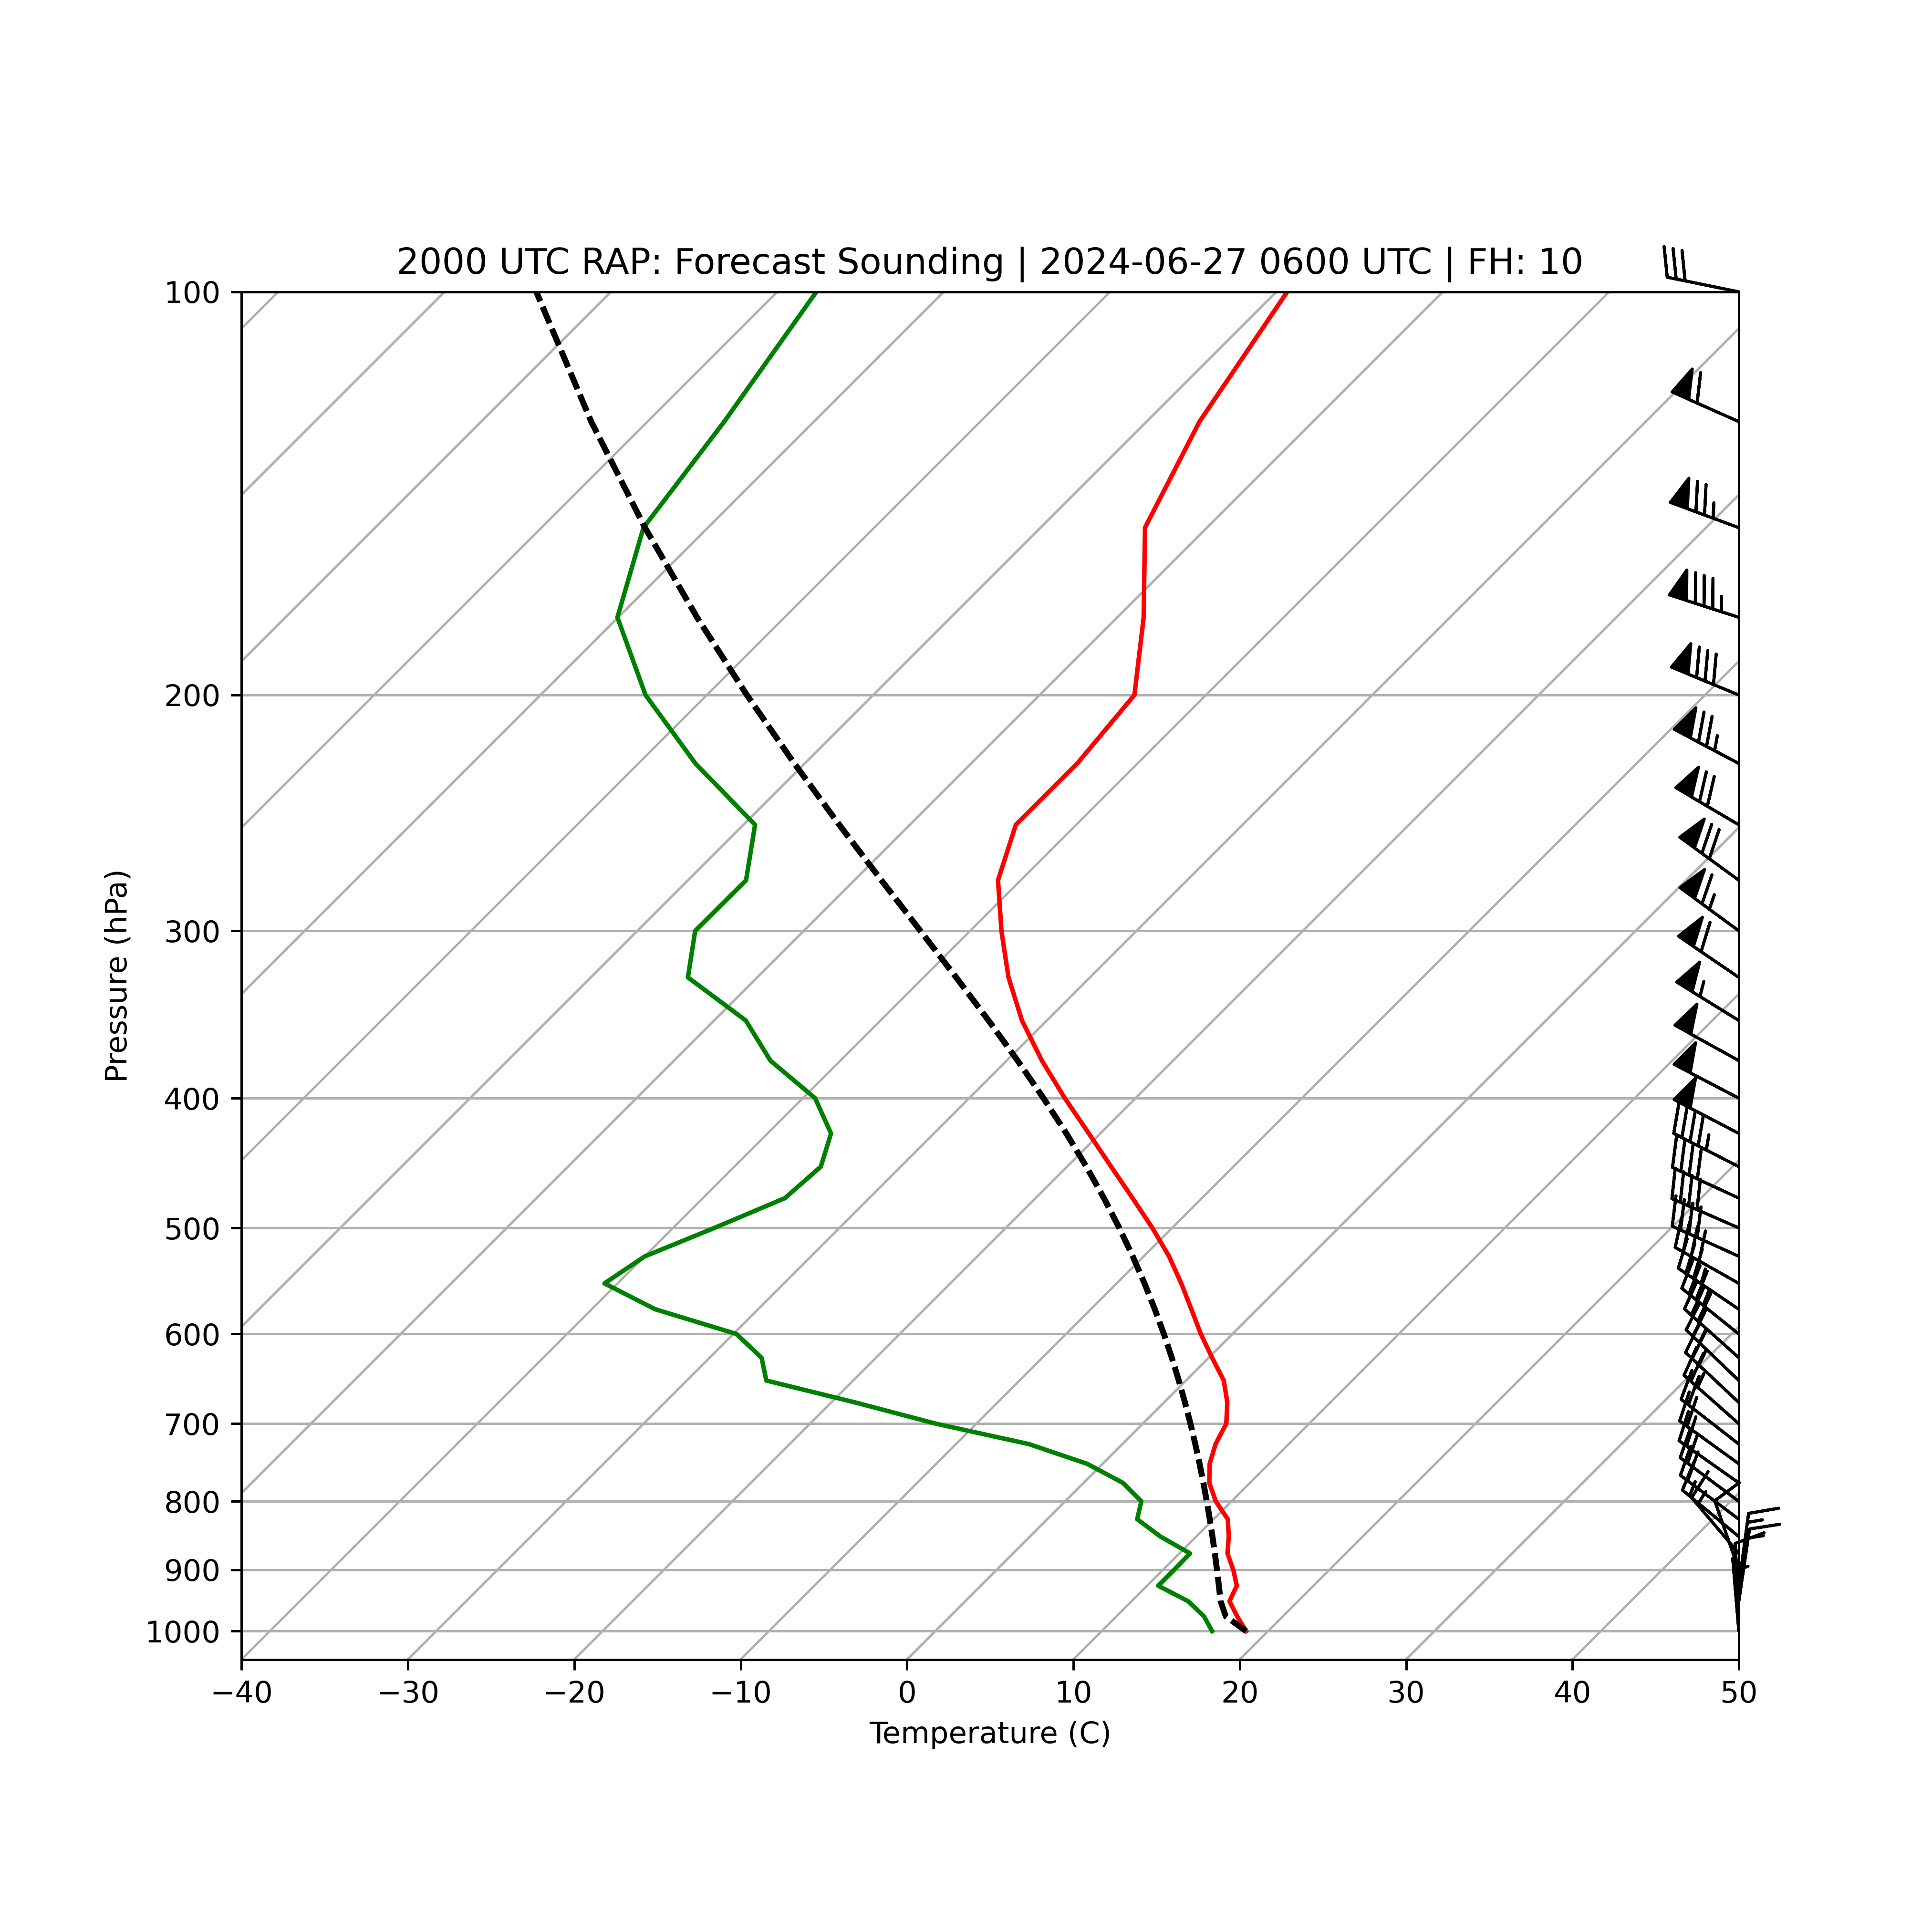 2000 UTC RAP: Forecast Sounding | 2024-06-27 0600 UTC | FH: 10
100
200
300
400
500
600
700
800
900
1000
Pressure (hPa)
−40 −30 −20 −10 0 10 20 30 40 50
Temperature (C)